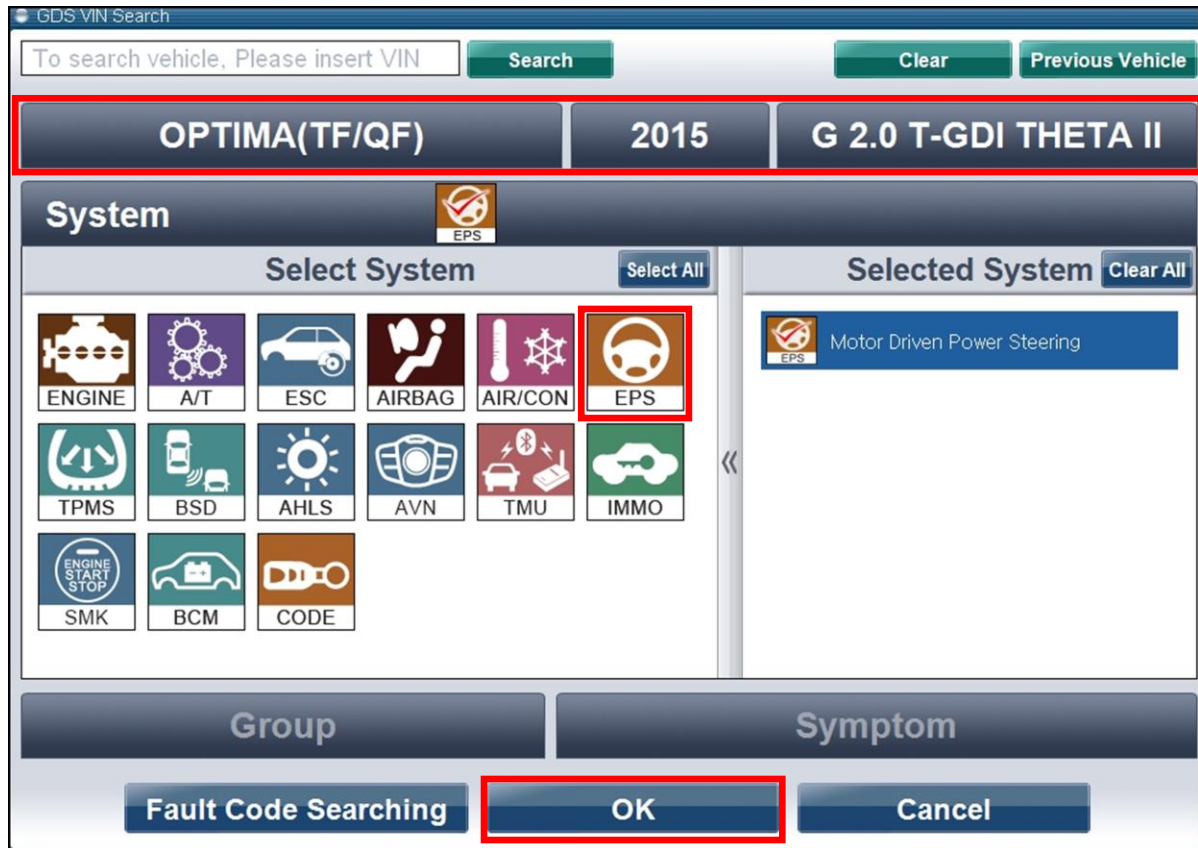 GDS VIN Search
To search vehicle, Please insert VIN
Search
Clear
Previous Vehicle
OPTIMA(TF/QF)
2015
G 2.0 T-GDI THETA II
System
EPS
Select System
Select All
Selected System
Clear All
ENGINE
A/T
ESC
AIRBAG
AIR/CON
EPS
EPS
Motor Driven Power Steering
TPMS
BSD
AHLS
AVN
TMU
IMMO
«
ENGINE
START
STOP
SMK
BCM
CODE
Group
Symptom
Fault Code Searching
OK
Cancel